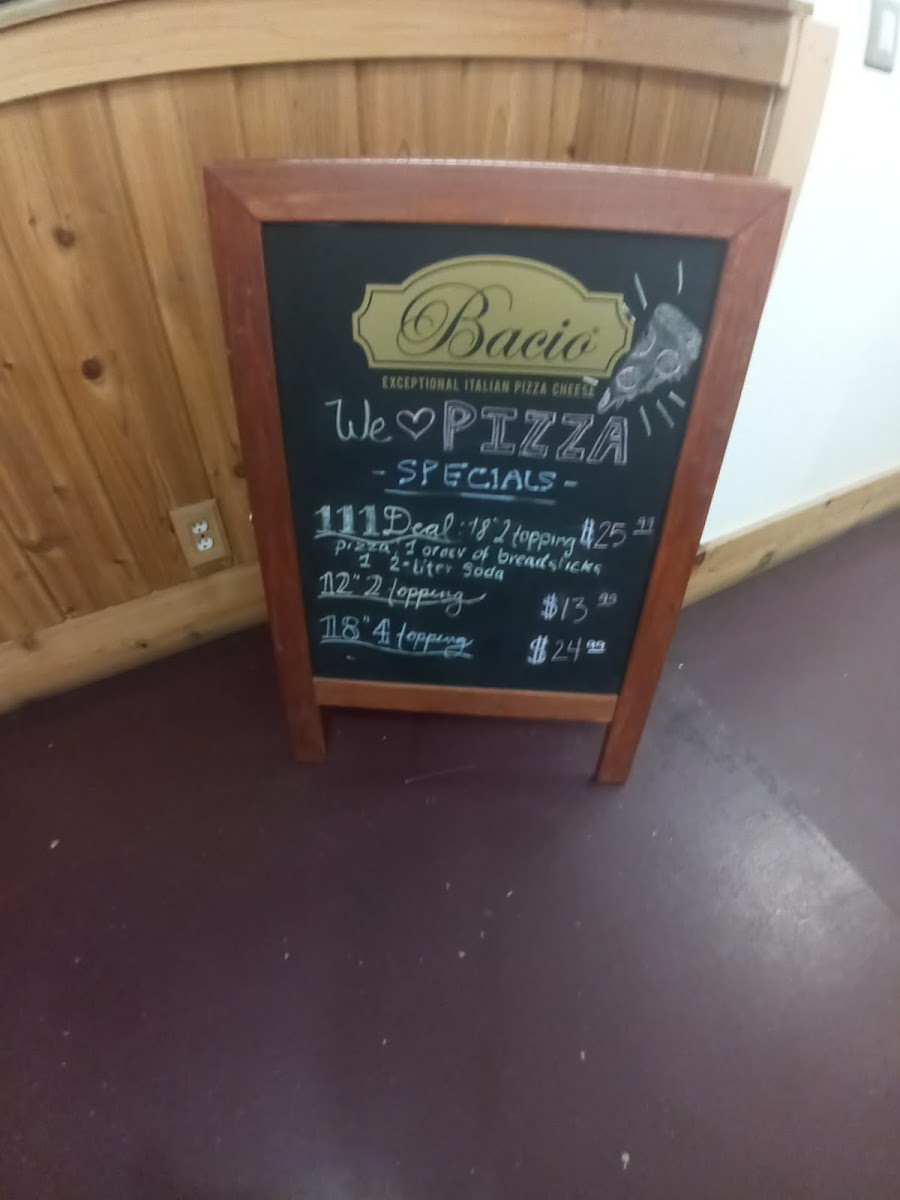 Bacio
EXCEPTIONAL ITALIAN PIZZA CHEESE
We ♡ PIZZA
- SPECIALS -
111 Deal : 18" 2 topping $25.99
pizza, 1 order of breadsticks
1 2-liter soda
12" 2 topping $13.99
18" 4 topping $24.99